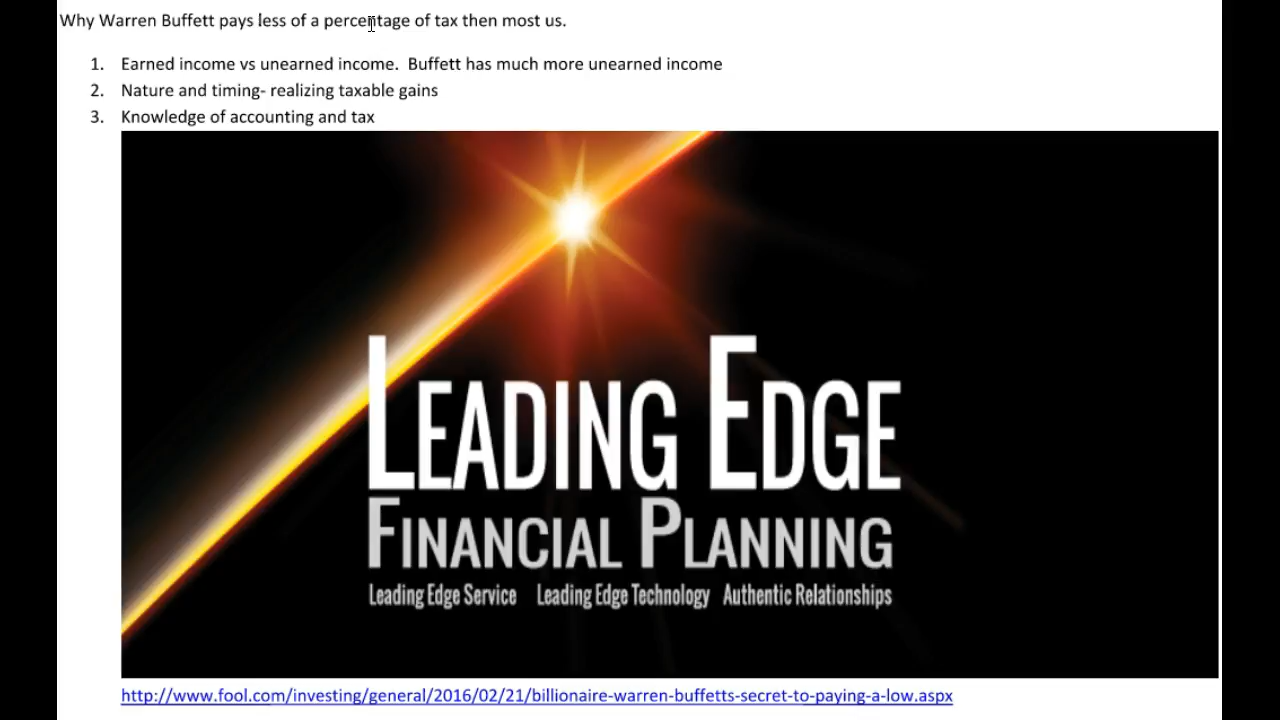 Why Warren Buffett pays less of a percentage of tax then most us.
1. Earned income vs unearned income. Buffett has much more unearned income
2. Nature and timing- realizing taxable gains
3. Knowledge of accounting and tax
LEADING EDGE
FINANCIAL PLANNING
Leading Edge Service Leading Edge Technology Authentic Relationships
http://www.fool.com/investing/general/2016/02/21/billionaire-warren-buffetts-secret-to-paying-a-low.aspx